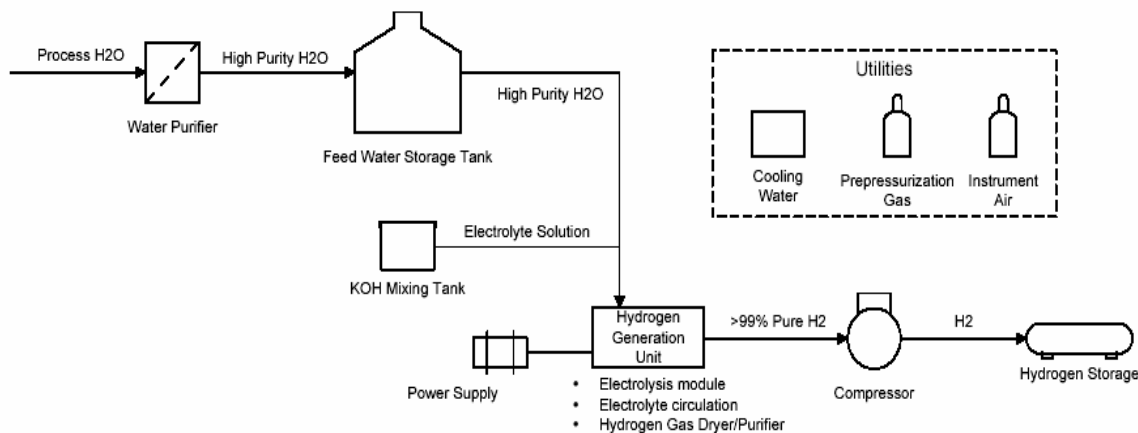 Process H2O
High Purity H2O
Water Purifier
Feed Water Storage Tank
High Purity H2O
Utilities
Cooling
Water
Prepressurization
Gas
Instrument
Air
Electrolyte Solution
KOH Mixing Tank
Power Supply
Hydrogen
Generation
Unit
>99% Pure H2
Compressor
H2
Hydrogen Storage
• Electrolysis module
• Electrolyte circulation
• Hydrogen Gas Dryer/Purifier